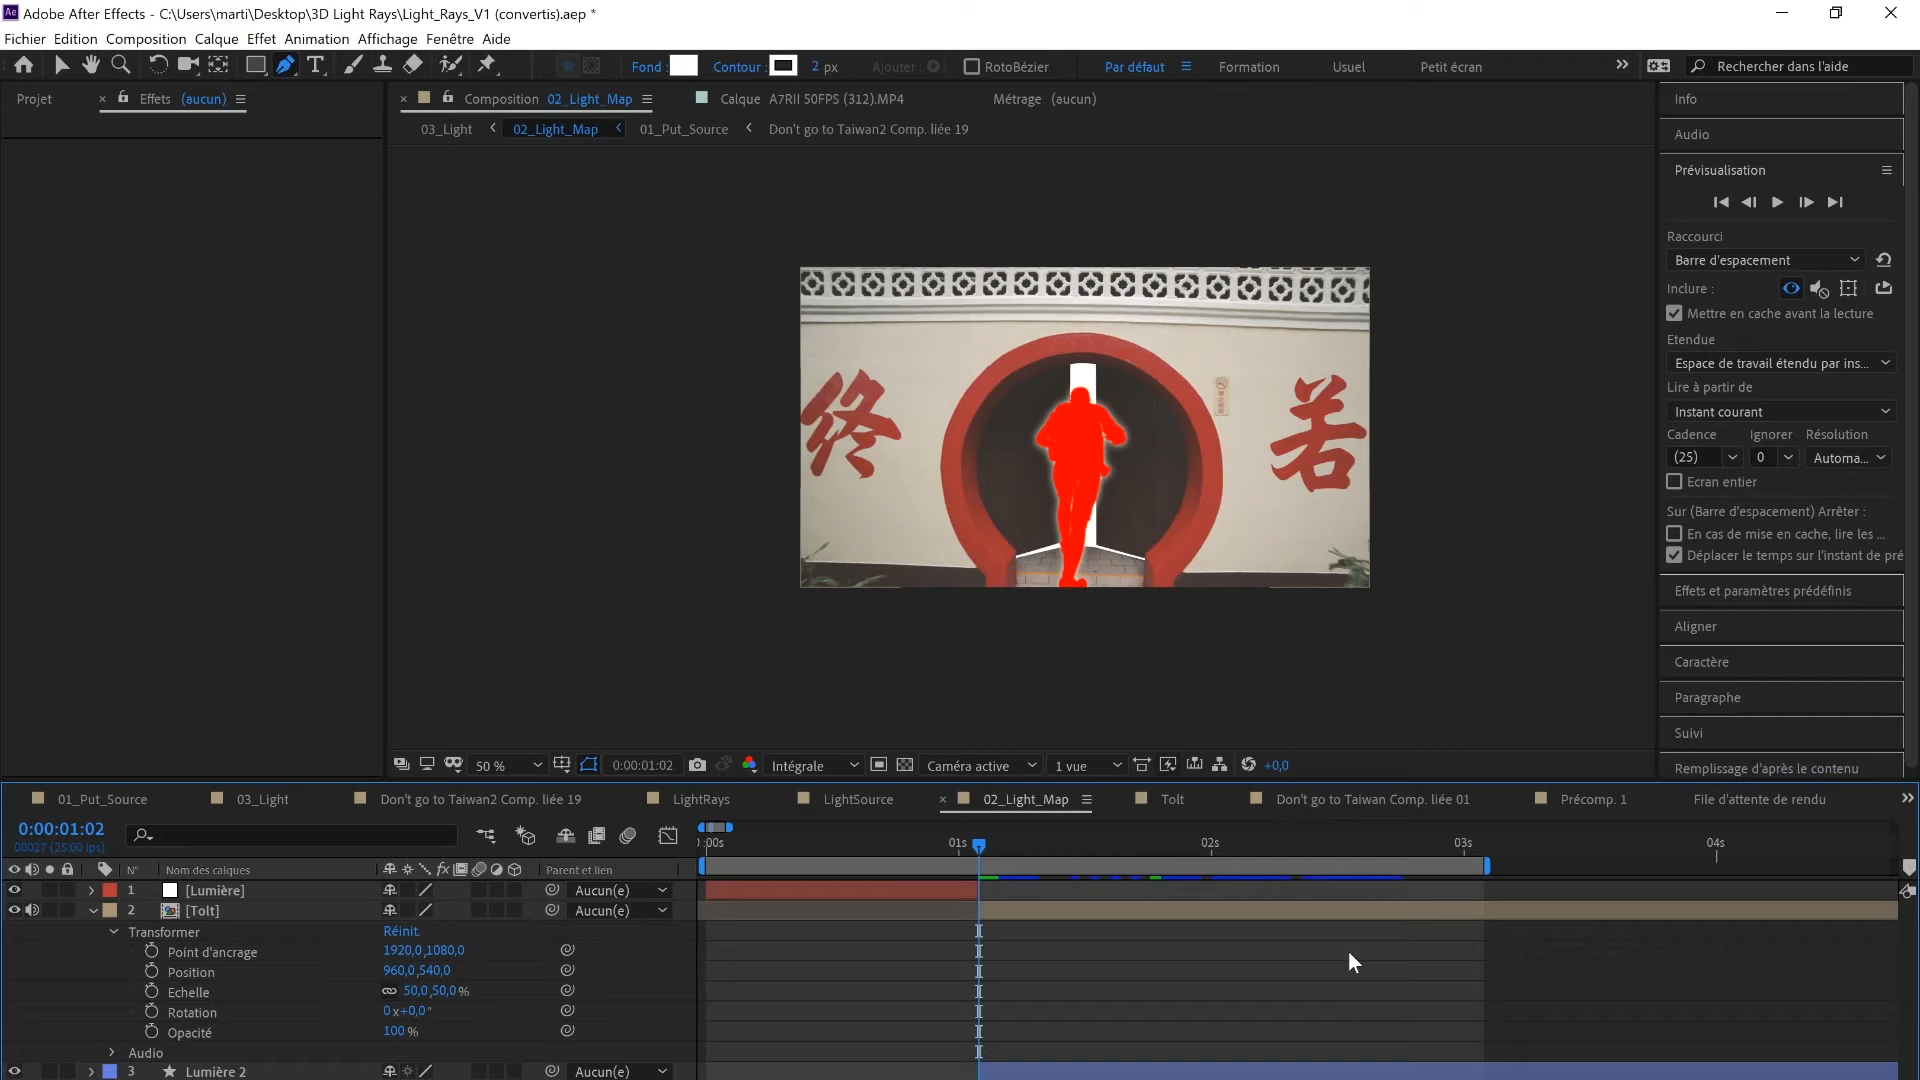 Adobe After Effects - C:\Users\marti\Desktop\3D Light Rays\Light_Rays_V1 (convertis).aep *
Fichier Edition Composition Calque Effet Animation Affichage Fenêtre Aide
Fond : Contour : 2 px Ajouter : RotoBézier Par défaut Formation Usuel Petit écran Rechercher dans l'aide
Projet Effets (aucun) Composition 02_Light_Map Calque A7RII 50FPS (312).MP4 Métrage (aucun)
03_Light 02_Light_Map 01_Put_Source Don't go to Taiwan2 Comp. liée 19
終 若
Info
Audio
Prévisualisation
Raccourci
Barre d'espacement
Inclure :
Mettre en cache avant la lecture
Etendue
Espace de travail étendu par ins...
Lire à partir de
Instant courant
Cadence Ignorer Résolution
(25) 0 Automa...
Ecran entier
Sur (Barre d'espacement) Arrêter :
En cas de mise en cache, lire les ...
Déplacer le temps sur l'instant de pré
Effets et paramètres prédéfinis
Aligner
Caractère
Paragraphe
Suivi
Remplissage d'après le contenu
50 % 0:00:01:02 Intégrale Caméra active 1 vue +0,0
01_Put_Source 03_Light Don't go to Taiwan2 Comp. liée 19 LightRays LightSource 02_Light_Map Tolt Don't go to Taiwan Comp. liée 01 Précomp. 1 File d'attente de rendu
0:00:01:02
00027 (25.00 ips)
:00s 01s 02s 03s 04s
N° Nom des calques Parent et lien
1 [Lumière] Aucun(e)
2 [Tolt] Aucun(e)
Transformer Réinit.
Point d'ancrage 1920,0,1080,0
Position 960,0,540,0
Echelle 50,0,50,0 %
Rotation 0x+0,0°
Opacité 100 %
Audio
3 Lumière 2 Aucun(e)